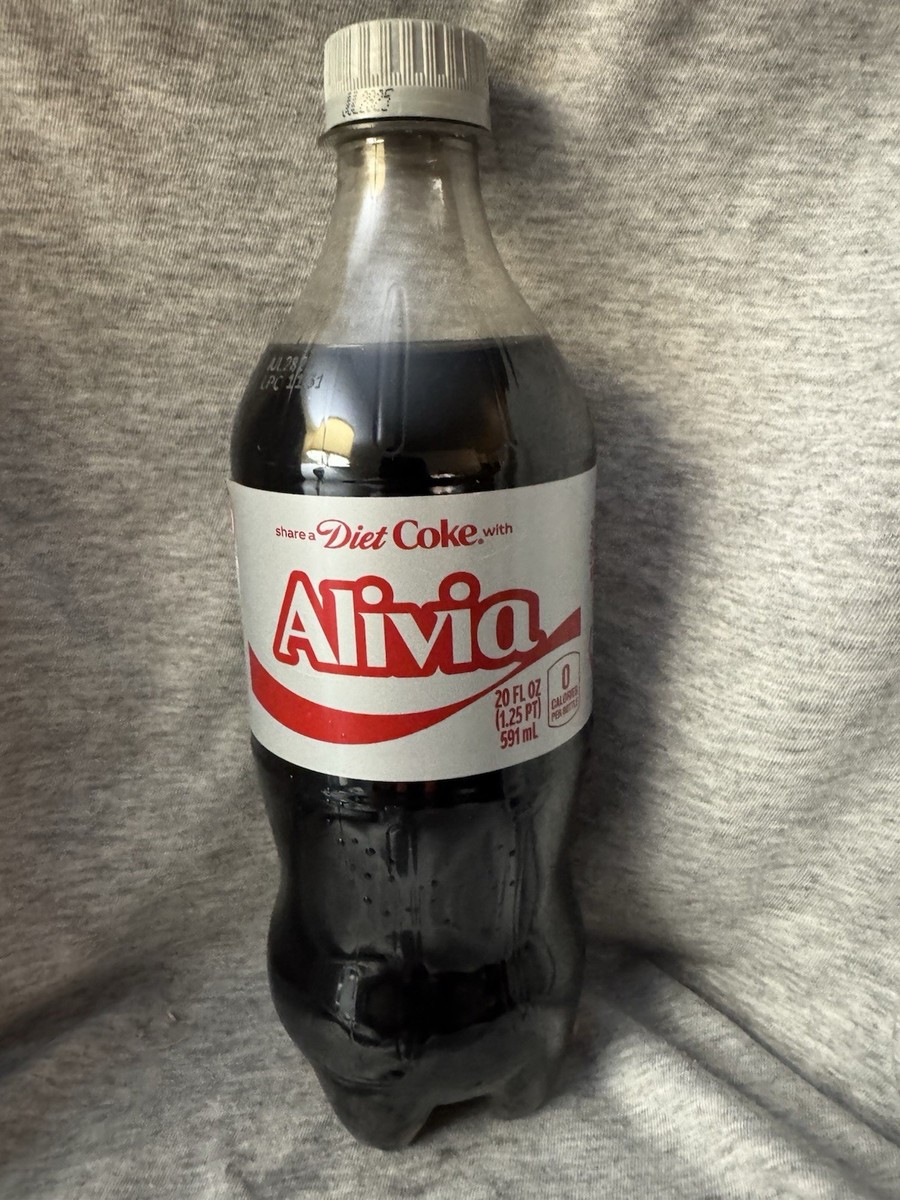 share a Diet Coke® with
Alivia
20 FL OZ
(1.25 PT)
591 mL
0
CALORIES
PER BOTTLE